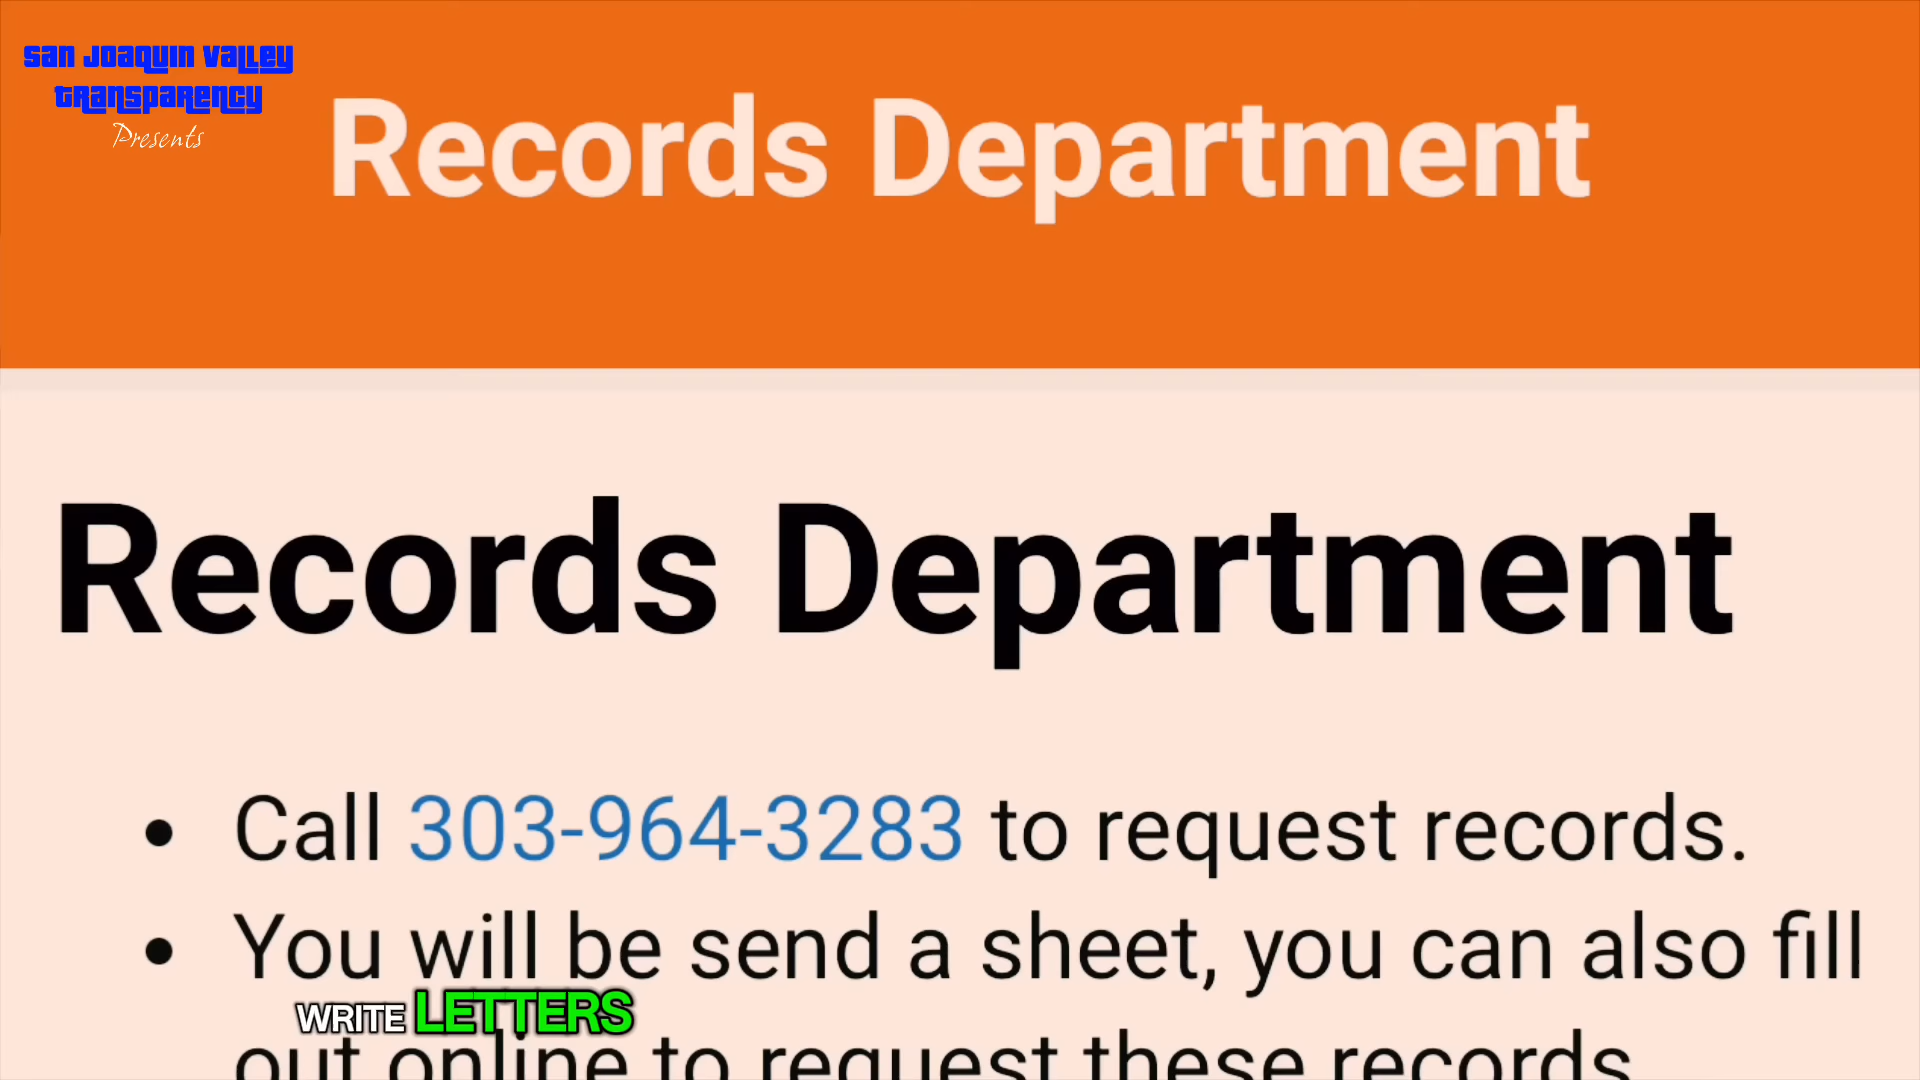 San Joaquin Valley
Transparency
Presents
Records Department
Records Department
• Call 303-964-3283 to request records.
• You will be send a sheet, you can also fill
WRITE LETTERS
out online to request these records